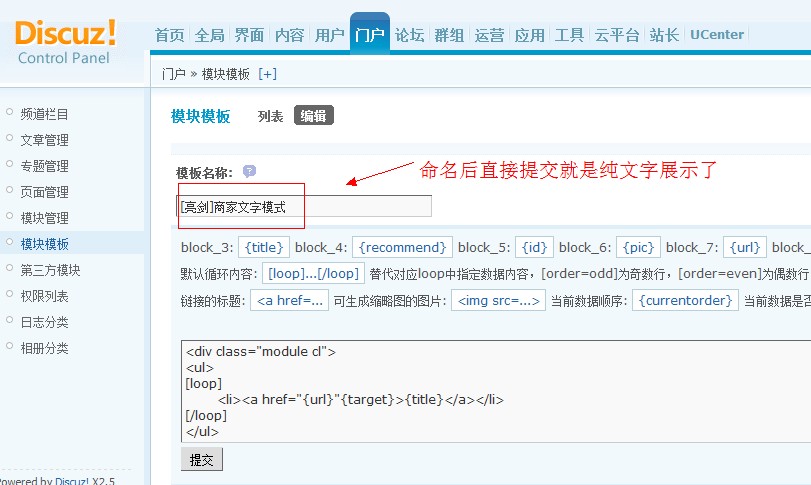 Discuz!
Control Panel
首页 全局 界面 内容 用户 门户 论坛 群组 运营 应用 工具 云平台 站长 UCenter
门户 » 模块模板 [+]
频道栏目
文章管理
专题管理
页面管理
模块管理
模块模板
第三方模块
权限列表
日志分类
相册分类
模块模板 列表 编辑
模板名称: ?
命名后直接提交就是纯文字展示了
[亮剑]商家文字模式
block_3: {title} block_4: {recommend} block_5: {id} block_6: {pic} block_7: {url}
默认循环内容: [loop]...[/loop] 替代对应loop中指定数据内容，[order=odd]为奇数行，[order=even]为偶数行
链接的标题: <a href=... 可生成缩略图的图片: <img src=...> 当前数据顺序: {currentorder} 当前数据是否
<div class="module cl">
<ul>
[loop]
<li><a href="{url}"{target}>{title}</a></li>
[/loop]
</ul>
提交
Powered by Discuz! X2.5